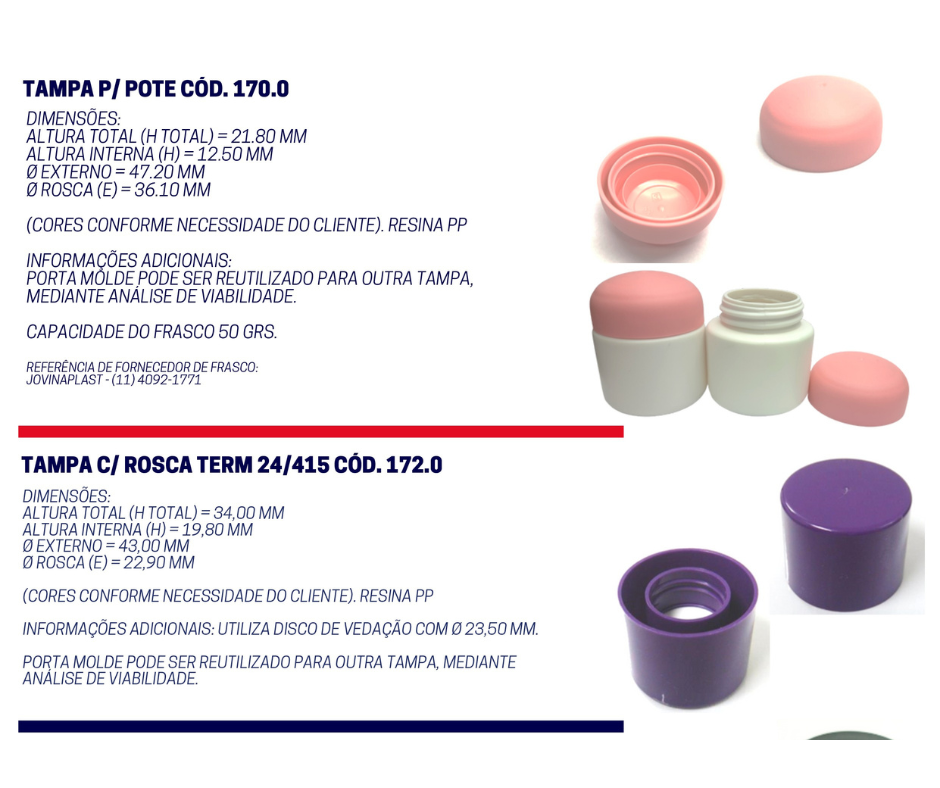 TAMPA P/ POTE CÓD. 170.0
DIMENSÕES:
ALTURA TOTAL (H TOTAL) = 21.80 MM
ALTURA INTERNA (H) = 12.50 MM
Ø EXTERNO = 47.20 MM
Ø ROSCA (E) = 36.10 MM
(CORES CONFORME NECESSIDADE DO CLIENTE). RESINA PP
INFORMAÇÕES ADICIONAIS:
PORTA MOLDE PODE SER REUTILIZADO PARA OUTRA TAMPA,
MEDIANTE ANÁLISE DE VIABILIDADE.
CAPACIDADE DO FRASCO 50 GRS.
REFERÊNCIA DE FORNECEDOR DE FRASCO:
JOVINAPLAST - (11) 4092-1771
TAMPA C/ ROSCA TERM 24/415 CÓD. 172.0
DIMENSÕES:
ALTURA TOTAL (H TOTAL) = 34,00 MM
ALTURA INTERNA (H) = 19,80 MM
Ø EXTERNO = 43,00 MM
Ø ROSCA (E) = 22,90 MM
(CORES CONFORME NECESSIDADE DO CLIENTE). RESINA PP
INFORMAÇÕES ADICIONAIS: UTILIZA DISCO DE VEDAÇÃO COM Ø 23,50 MM.
PORTA MOLDE PODE SER REUTILIZADO PARA OUTRA TAMPA, MEDIANTE
ANÁLISE DE VIABILIDADE.